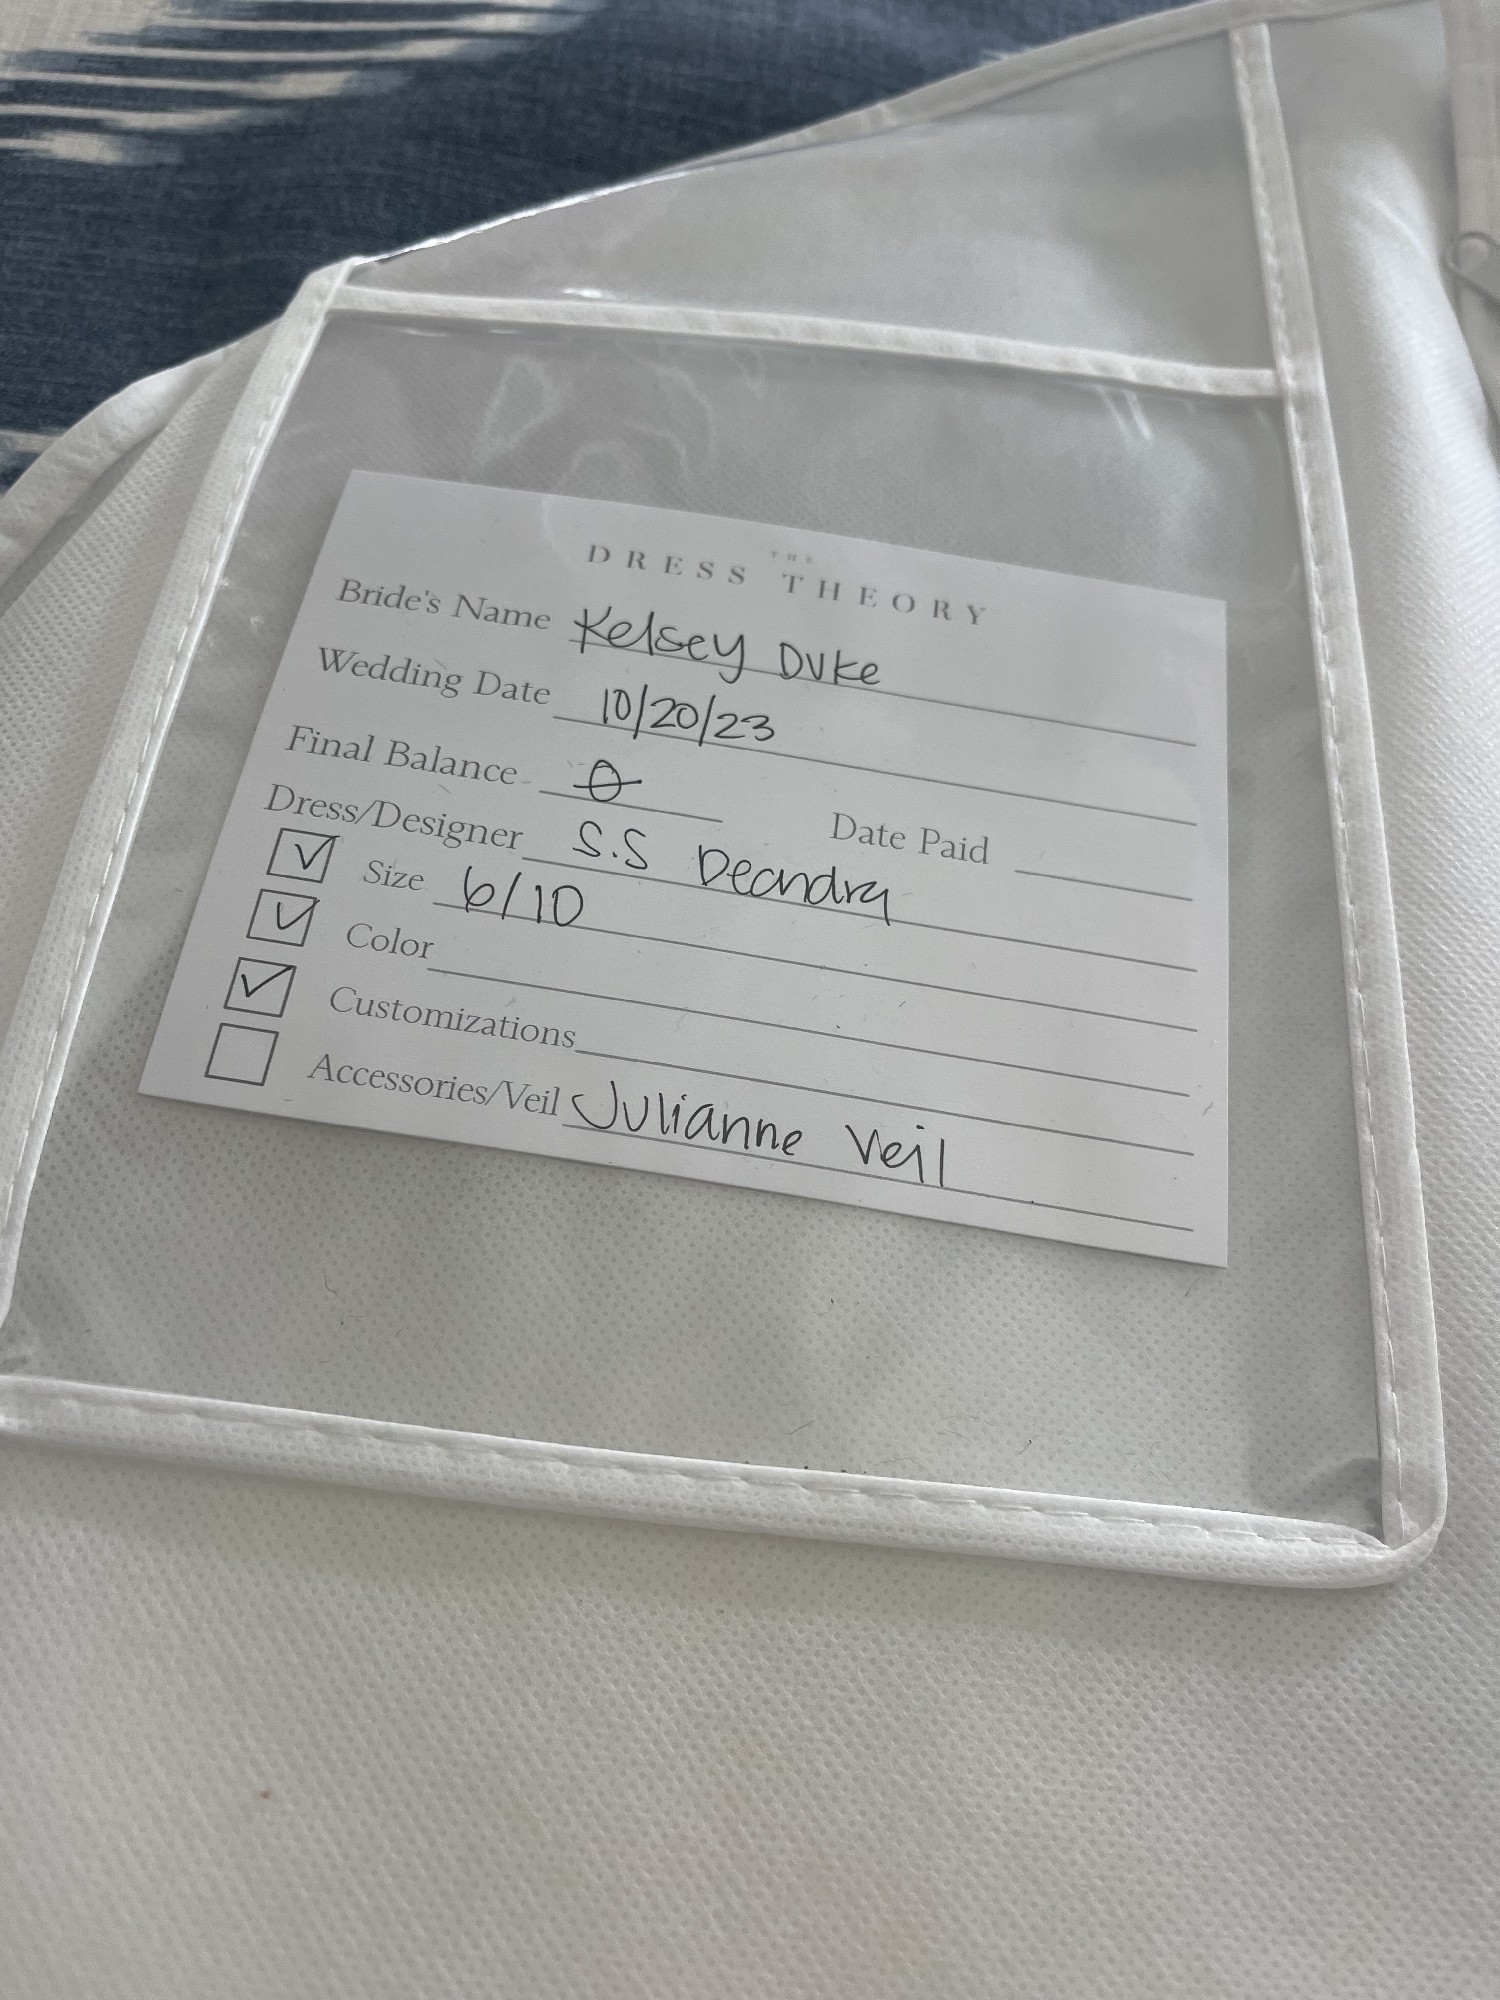 THE
DRESS THEORY
Bride's Name Kelsey Duke
Wedding Date 10/20/23
Final Balance 0 Date Paid
Dress/Designer S.S Deandra
Size 6/10
Color
Customizations
Accessories/Veil Julianne Veil